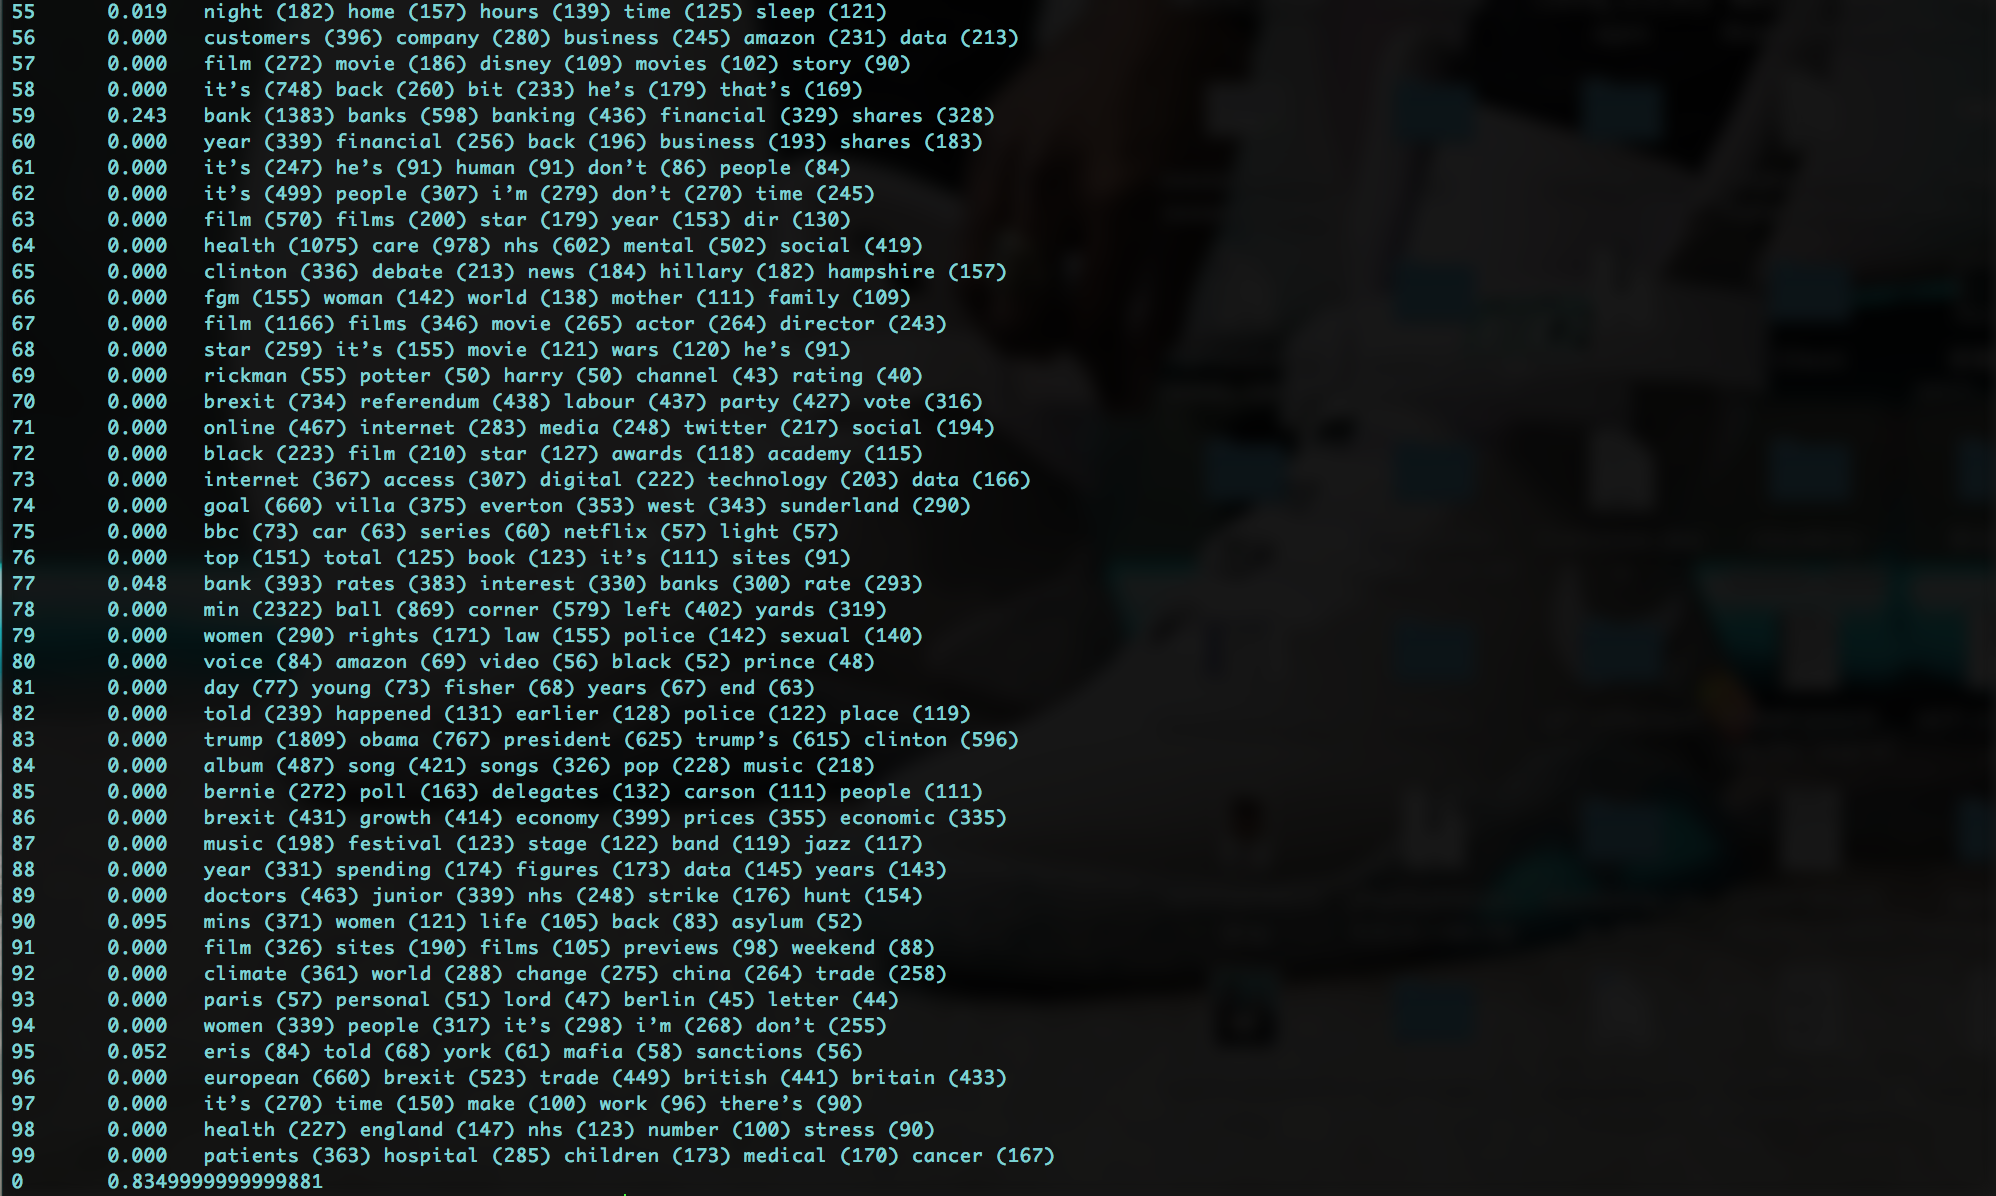 55 0.019 night (182) home (157) hours (139) time (125) sleep (121)
56 0.000 customers (396) company (280) business (245) amazon (231) data (213)
57 0.000 film (272) movie (186) disney (109) movies (102) story (90)
58 0.000 it’s (748) back (260) bit (233) he’s (179) that’s (169)
59 0.243 bank (1383) banks (598) banking (436) financial (329) shares (328)
60 0.000 year (339) financial (256) back (196) business (193) shares (183)
61 0.000 it’s (247) he’s (91) human (91) don’t (86) people (84)
62 0.000 it’s (499) people (307) i’m (279) don’t (270) time (245)
63 0.000 film (570) films (200) star (179) year (153) dir (130)
64 0.000 health (1075) care (978) nhs (602) mental (502) social (419)
65 0.000 clinton (336) debate (213) news (184) hillary (182) hampshire (157)
66 0.000 fgm (155) woman (142) world (138) mother (111) family (109)
67 0.000 film (1166) films (346) movie (265) actor (264) director (243)
68 0.000 star (259) it’s (155) movie (121) wars (120) he’s (91)
69 0.000 rickman (55) potter (50) harry (50) channel (43) rating (40)
70 0.000 brexit (734) referendum (438) labour (437) party (427) vote (316)
71 0.000 online (467) internet (283) media (248) twitter (217) social (194)
72 0.000 black (223) film (210) star (127) awards (118) academy (115)
73 0.000 internet (367) access (307) digital (222) technology (203) data (166)
74 0.000 goal (660) villa (375) everton (353) west (343) sunderland (290)
75 0.000 bbc (73) car (63) series (60) netflix (57) light (57)
76 0.000 top (151) total (125) book (123) it’s (111) sites (91)
77 0.048 bank (393) rates (383) interest (330) banks (300) rate (293)
78 0.000 min (2322) ball (869) corner (579) left (402) yards (319)
79 0.000 women (290) rights (171) law (155) police (142) sexual (140)
80 0.000 voice (84) amazon (69) video (56) black (52) prince (48)
81 0.000 day (77) young (73) fisher (68) years (67) end (63)
82 0.000 told (239) happened (131) earlier (128) police (122) place (119)
83 0.000 trump (1809) obama (767) president (625) trump’s (615) clinton (596)
84 0.000 album (487) song (421) songs (326) pop (228) music (218)
85 0.000 bernie (272) poll (163) delegates (132) carson (111) people (111)
86 0.000 brexit (431) growth (414) economy (399) prices (355) economic (335)
87 0.000 music (198) festival (123) stage (122) band (119) jazz (117)
88 0.000 year (331) spending (174) figures (173) data (145) years (143)
89 0.000 doctors (463) junior (339) nhs (248) strike (176) hunt (154)
90 0.095 mins (371) women (121) life (105) back (83) asylum (52)
91 0.000 film (326) sites (190) films (105) previews (98) weekend (88)
92 0.000 climate (361) world (288) change (275) china (264) trade (258)
93 0.000 paris (57) personal (51) lord (47) berlin (45) letter (44)
94 0.000 women (339) people (317) it’s (298) i’m (268) don’t (255)
95 0.052 eris (84) told (68) york (61) mafia (58) sanctions (56)
96 0.000 european (660) brexit (523) trade (449) british (441) britain (433)
97 0.000 it’s (270) time (150) make (100) work (96) there’s (90)
98 0.000 health (227) england (147) nhs (123) number (100) stress (90)
99 0.000 patients (363) hospital (285) children (173) medical (170) cancer (167)
0 0.8349999999999881